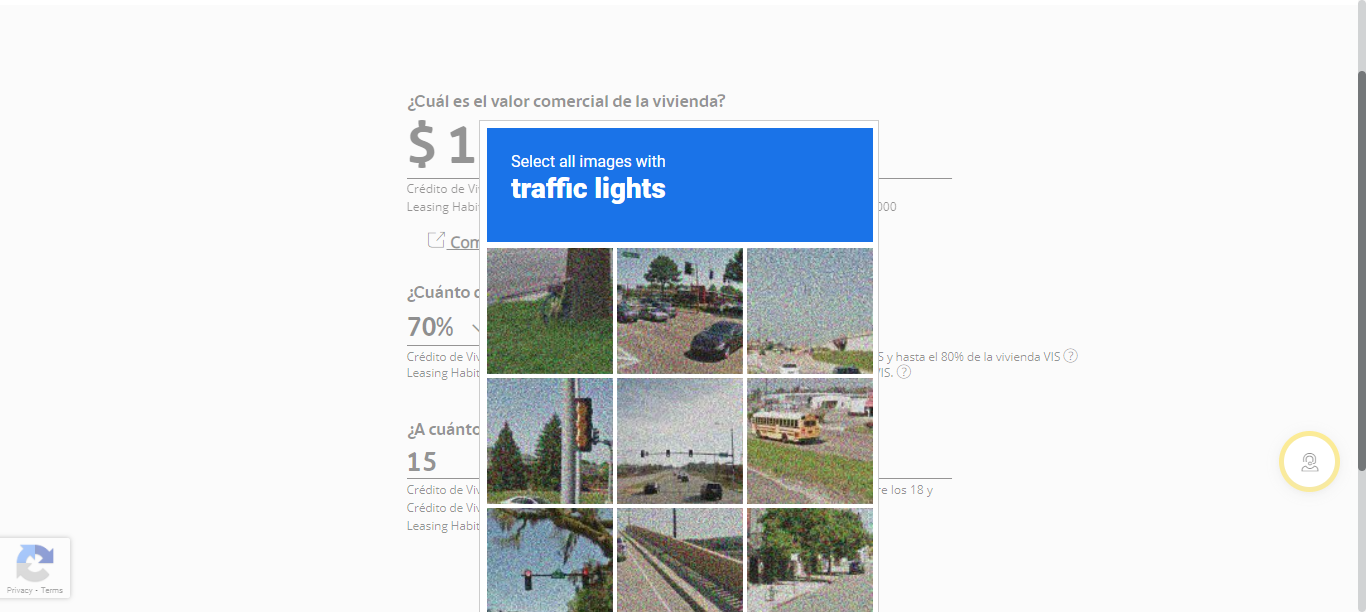 ¿Cuál es el valor comercial de la vivienda?
$ 1
Select all images with
traffic lights
Crédito de Vi
Leasing Habi
000
Com
¿Cuánto
70%
Crédito de Viv
S y hasta el 80% de la vivienda VIS ?
Leasing Habit
VIS. ?
¿A cuánto
15
Crédito de Viv
re los 18 y
Crédito de Viv
Leasing Habit
Privacy - Terms